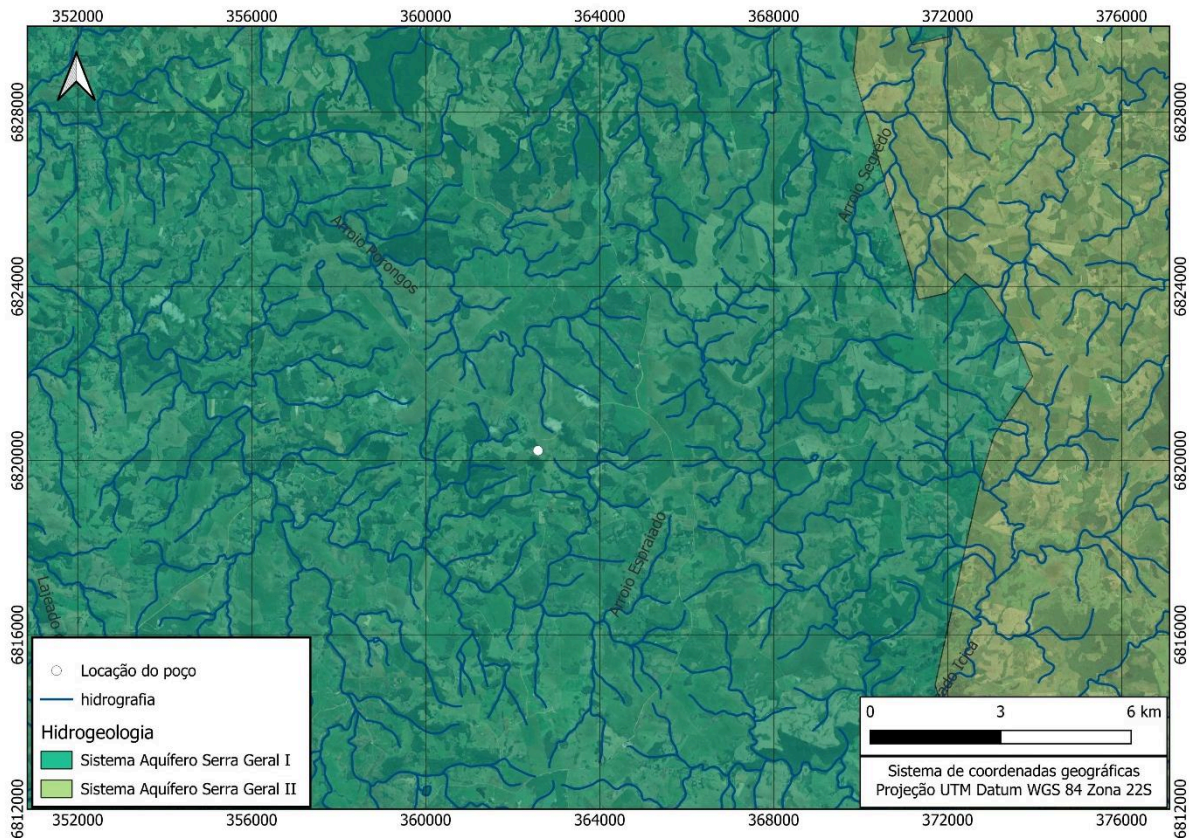 352000 356000 360000 364000 368000 372000 376000
6828000 6828000
Arroio Segredo
Arroio Porongos
6824000 6824000
6820000 6820000
Arroio Espraiado
Lajeado
6816000 6816000
ado Icica
Locação do poço
hidrografia
Hidrogeologia
Sistema Aquífero Serra Geral I
Sistema Aquífero Serra Geral II
0 3 6 km
Sistema de coordenadas geográficas
Projeção UTM Datum WGS 84 Zona 22S
6812000 6812000
352000 356000 360000 364000 368000 372000 376000